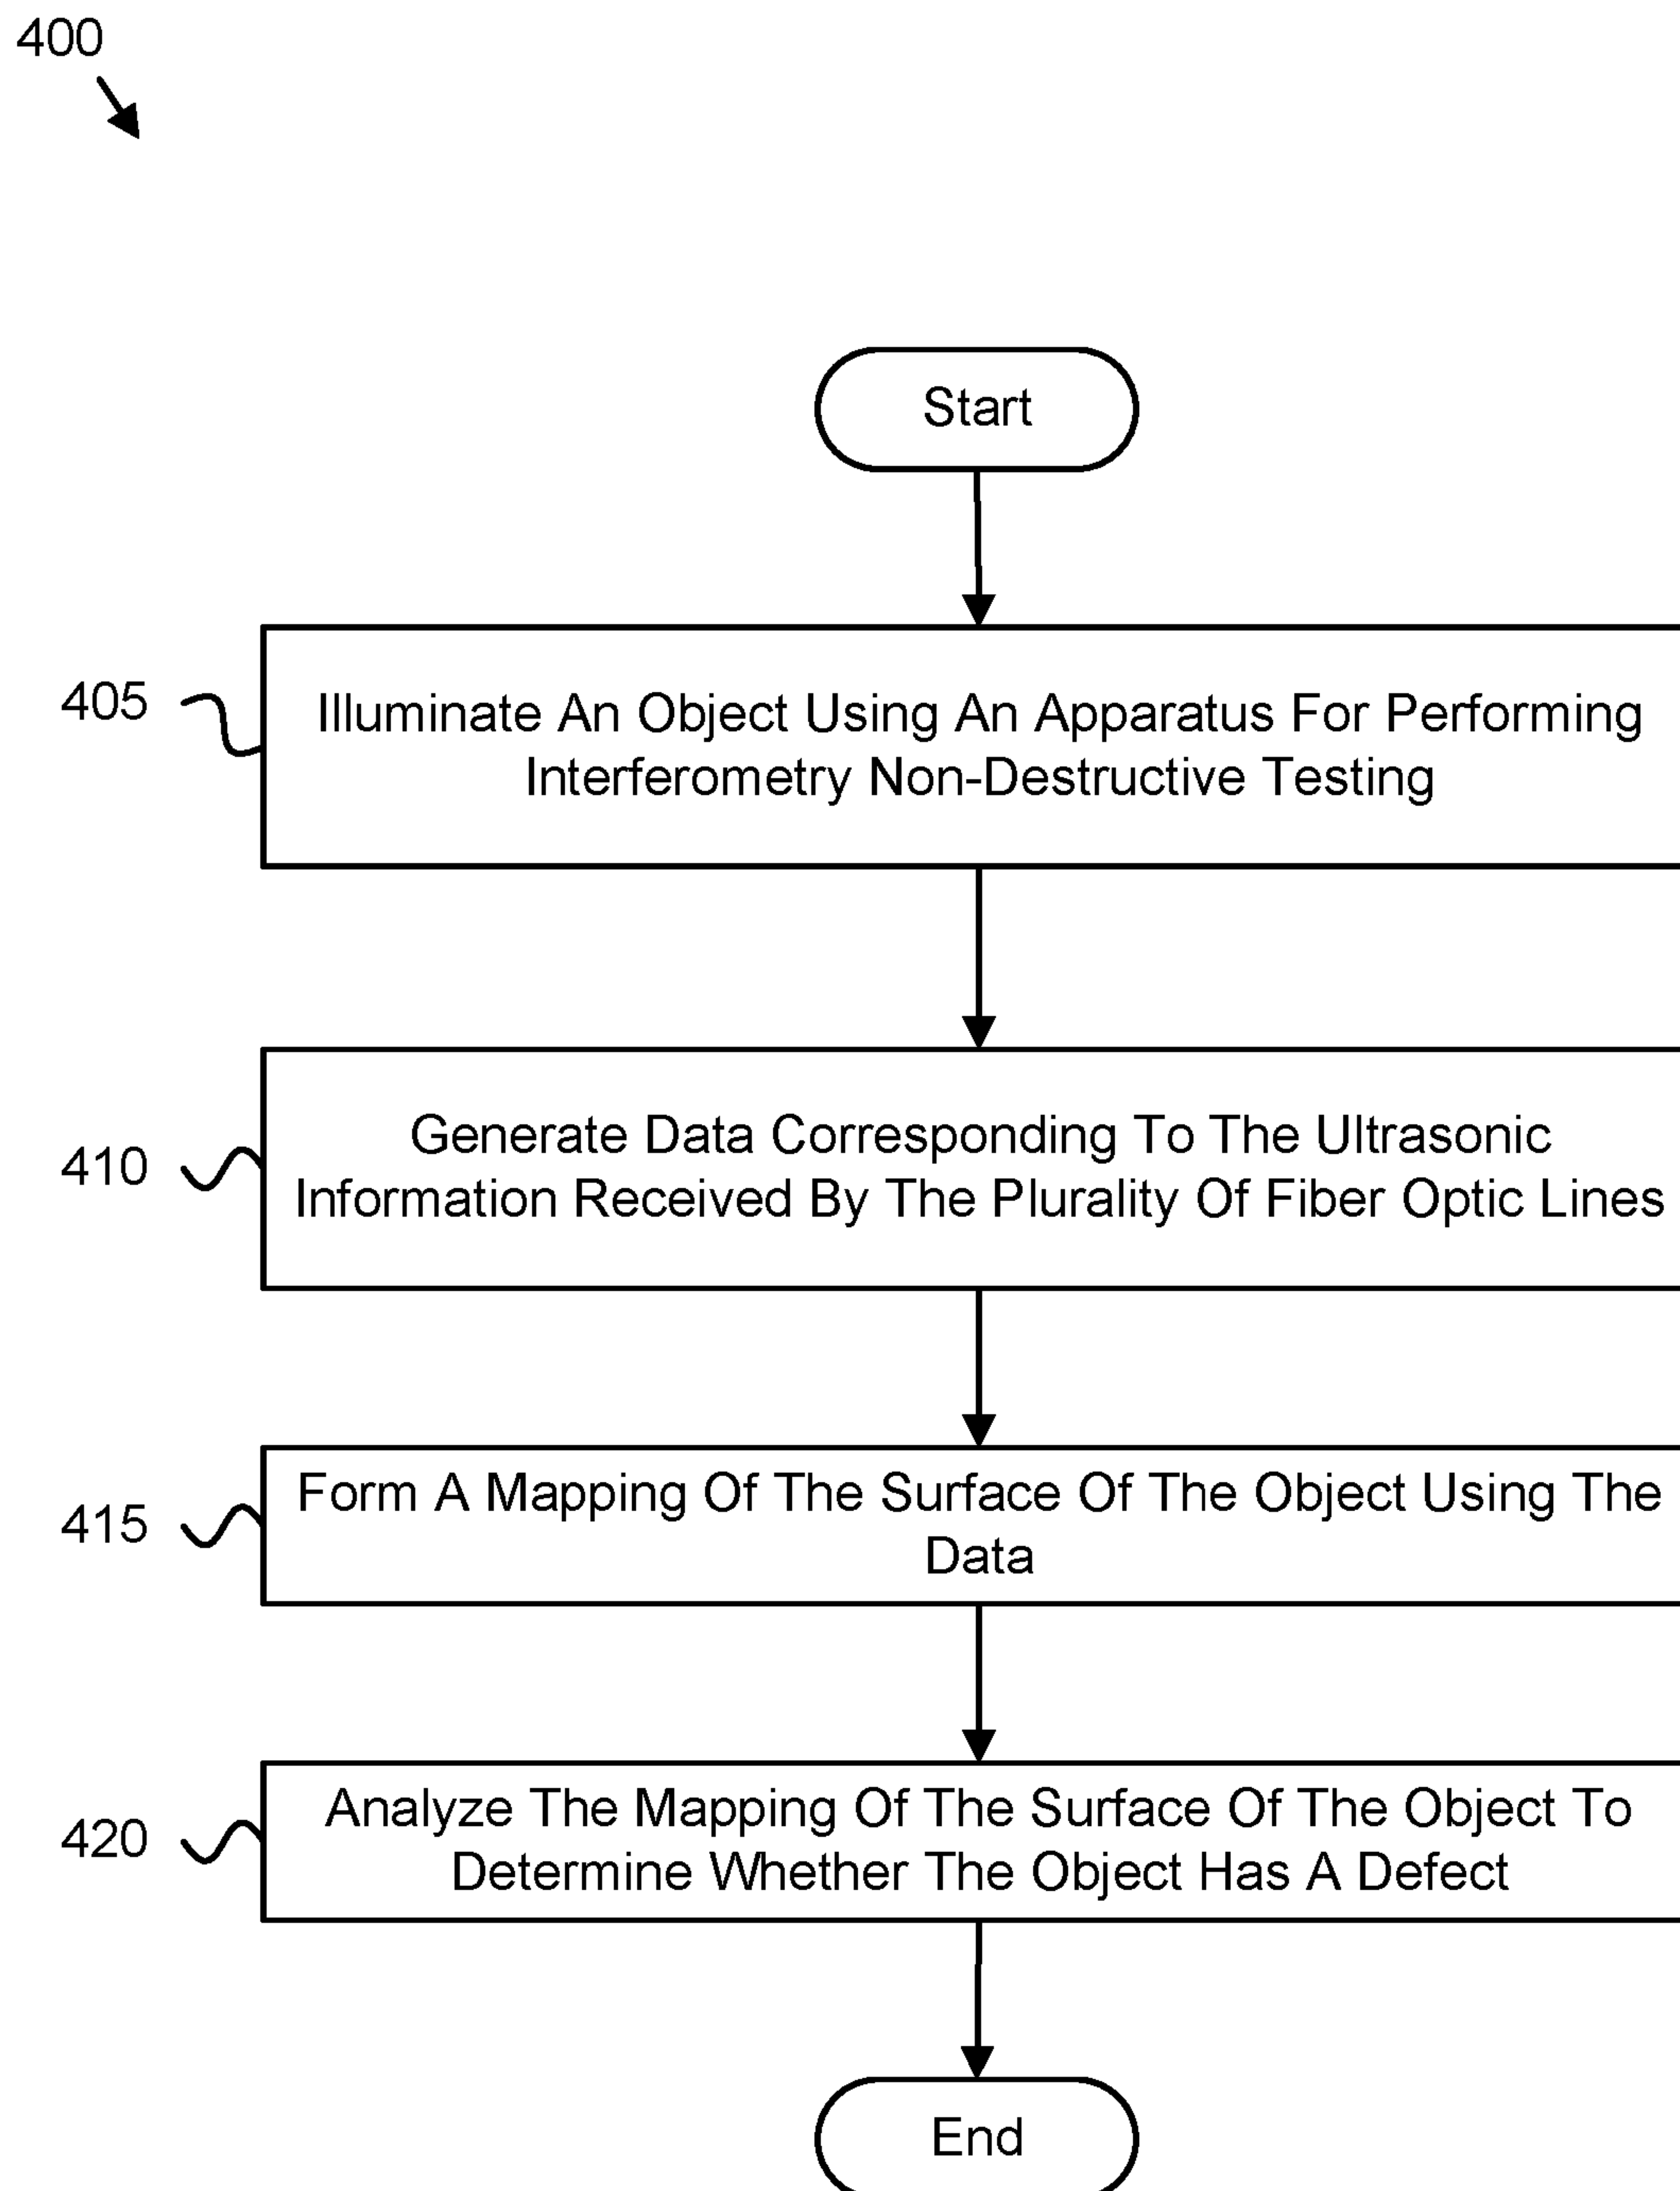 400
Start
405
Illuminate An Object Using An Apparatus For Performing
Interferometry Non-Destructive Testing
410
Generate Data Corresponding To The Ultrasonic
Information Received By The Plurality Of Fiber Optic Lines
415
Form A Mapping Of The Surface Of The Object Using The
Data
420
Analyze The Mapping Of The Surface Of The Object To
Determine Whether The Object Has A Defect
End